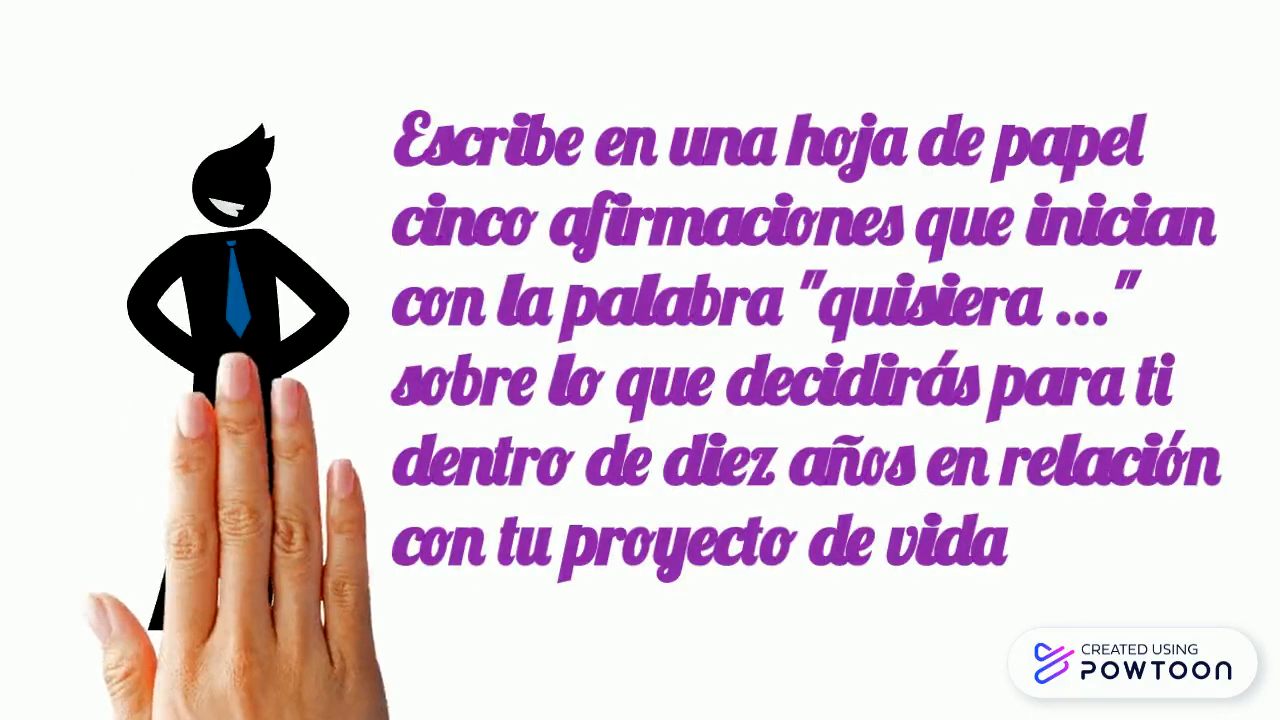 Escribe en una hoja de papel
cinco afirmaciones que inician
con la palabra "quisiera ..."
sobre lo que decidirás para ti
dentro de diez años en relación
con tu proyecto de vida
CREATED USING
POWTOON